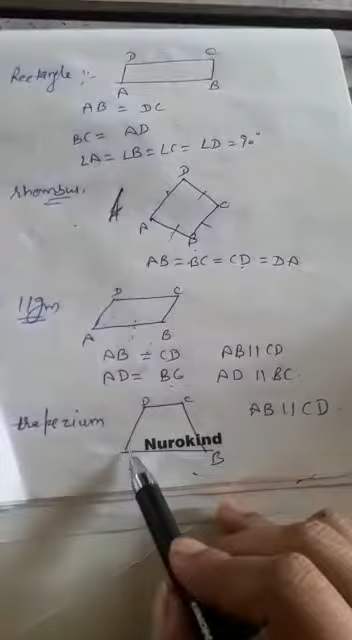 Rectangle :-
D C
A B
AB = DC
BC = AD
∠A = ∠B = ∠C = ∠D = 90°
rhombus.
D
C
A
B
AB = BC = CD = DA
11gm
D C
A B
AB = CD AB || CD
AD = BC AD || BC
trapezium
D C
AB || CD
Nurokind
B